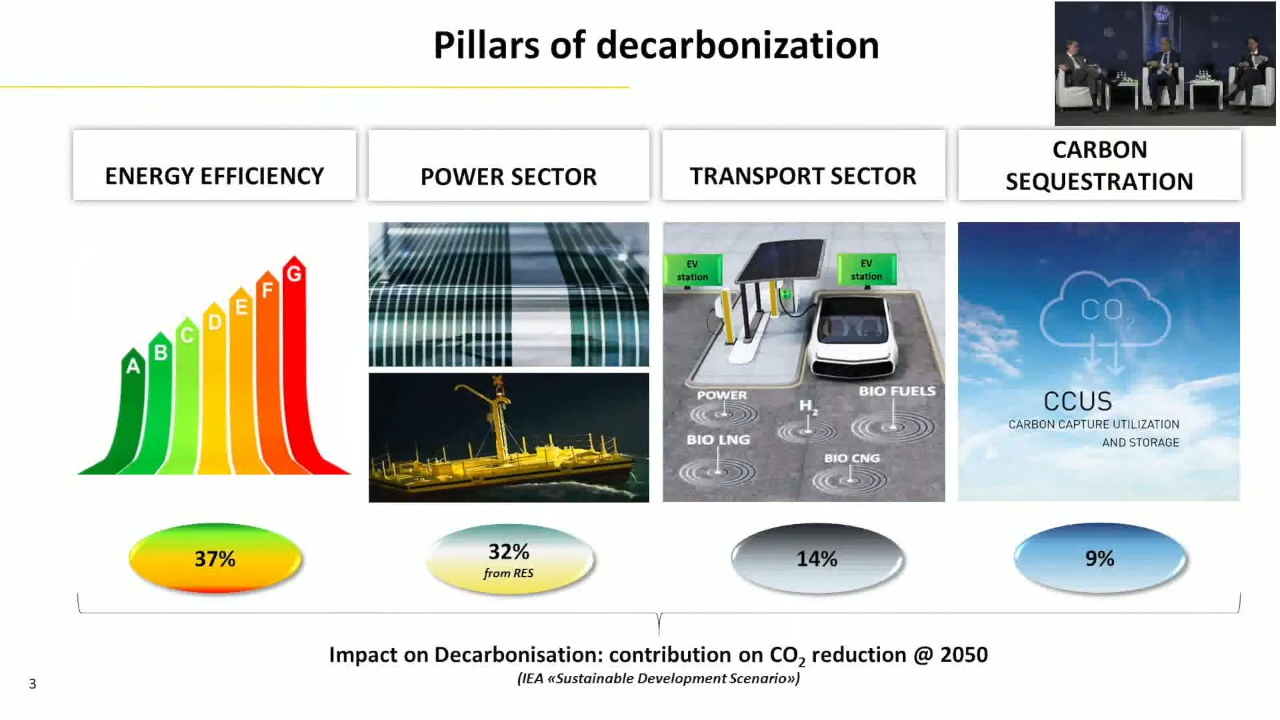 Pillars of decarbonization
ENERGY EFFICIENCY
POWER SECTOR
TRANSPORT SECTOR
CARBON
SEQUESTRATION
A
B
C
D
E
F
G
EV
station
EV
station
POWER
H₂
BIO FUELS
BIO LNG
BIO CNG
CO₂
CCUS
CARBON CAPTURE UTILIZATION
AND STORAGE
37%
32%
from RES
14%
9%
Impact on Decarbonisation: contribution on CO₂ reduction @ 2050
(IEA «Sustainable Development Scenario»)
3